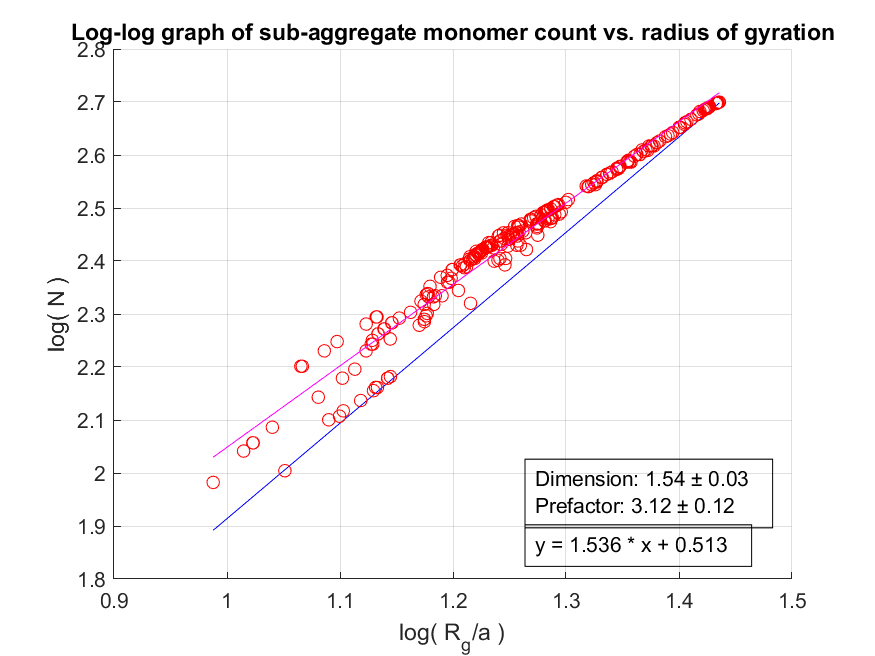 Log-log graph of sub-aggregate monomer count vs. radius of gyration
2.8
2.7
2.6
2.5
2.4
2.3
2.2
2.1
2
1.9
1.8
log( N )
Dimension: 1.54 ± 0.03
Prefactor: 3.12 ± 0.12
y = 1.536 * x + 0.513
0.9 1 1.1 1.2 1.3 1.4 1.5
log( R_g/a )